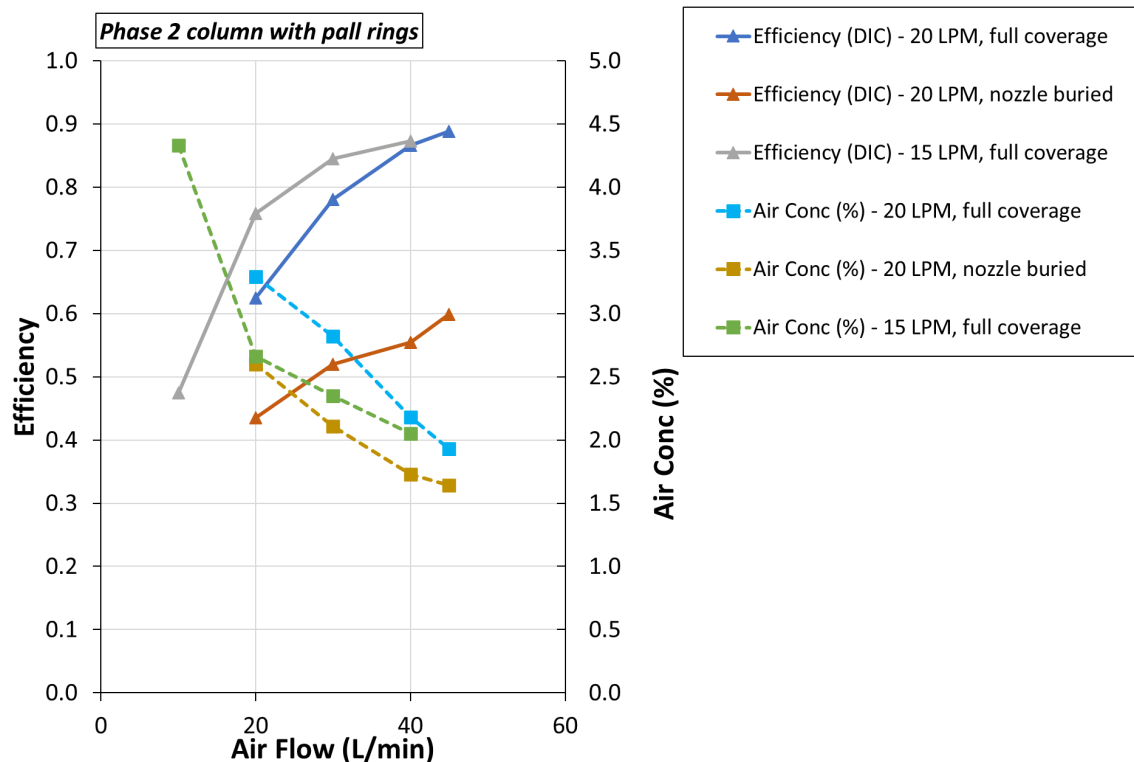 Phase 2 column with pall rings
Efficiency (DIC) - 20 LPM, full coverage
Efficiency (DIC) - 20 LPM, nozzle buried
Efficiency (DIC) - 15 LPM, full coverage
Air Conc (%) - 20 LPM, full coverage
Air Conc (%) - 20 LPM, nozzle buried
Air Conc (%) - 15 LPM, full coverage
Efficiency
1.0
0.9
0.8
0.7
0.6
0.5
0.4
0.3
0.2
0.1
0.0
5.0
4.5
4.0
3.5
3.0
2.5
2.0
1.5
1.0
0.5
0.0
Air Conc (%)
0 20 40 60
Air Flow (L/min)